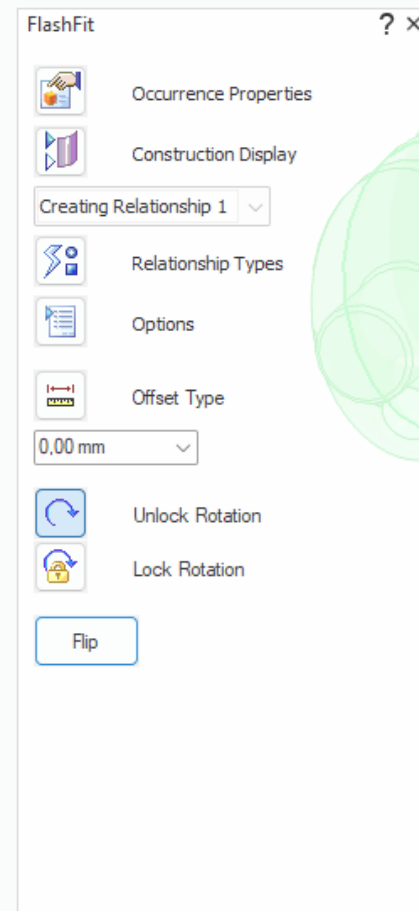 FlashFit
Occurrence Properties
Construction Display
Creating Relationship 1
Relationship Types
Options
Offset Type
0,00 mm
Unlock Rotation
Lock Rotation
Flip